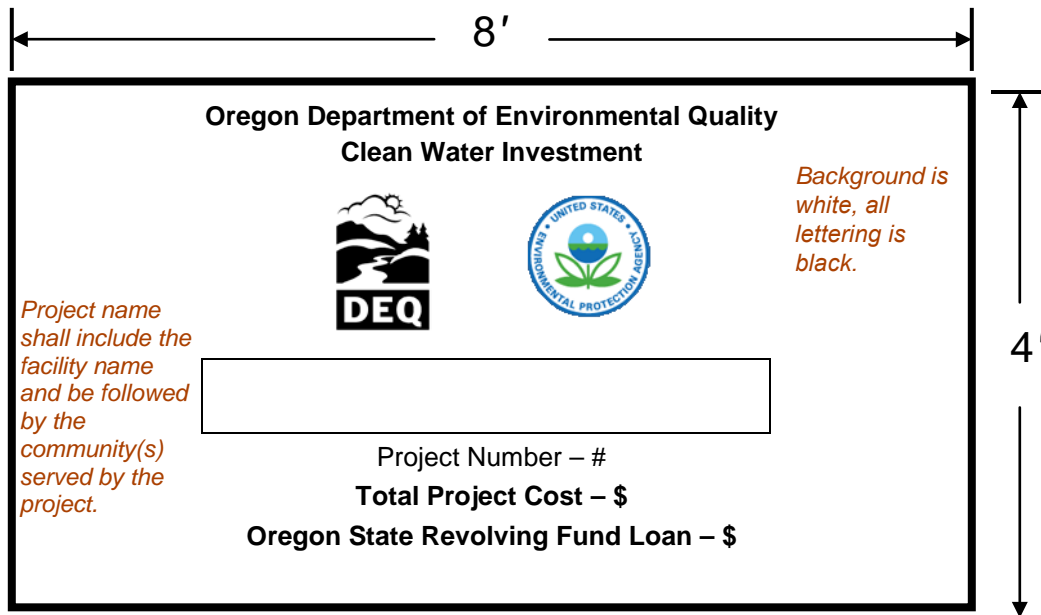 8'
Oregon Department of Environmental Quality
Clean Water Investment
DEQ
UNITED STATES
ENVIRONMENTAL PROTECTION AGENCY
Background is
white, all
lettering is
black.
4'
Project name
shall include the
facility name
and be followed
by the
community(s)
served by the
project.
Project Number – #
Total Project Cost – $
Oregon State Revolving Fund Loan – $